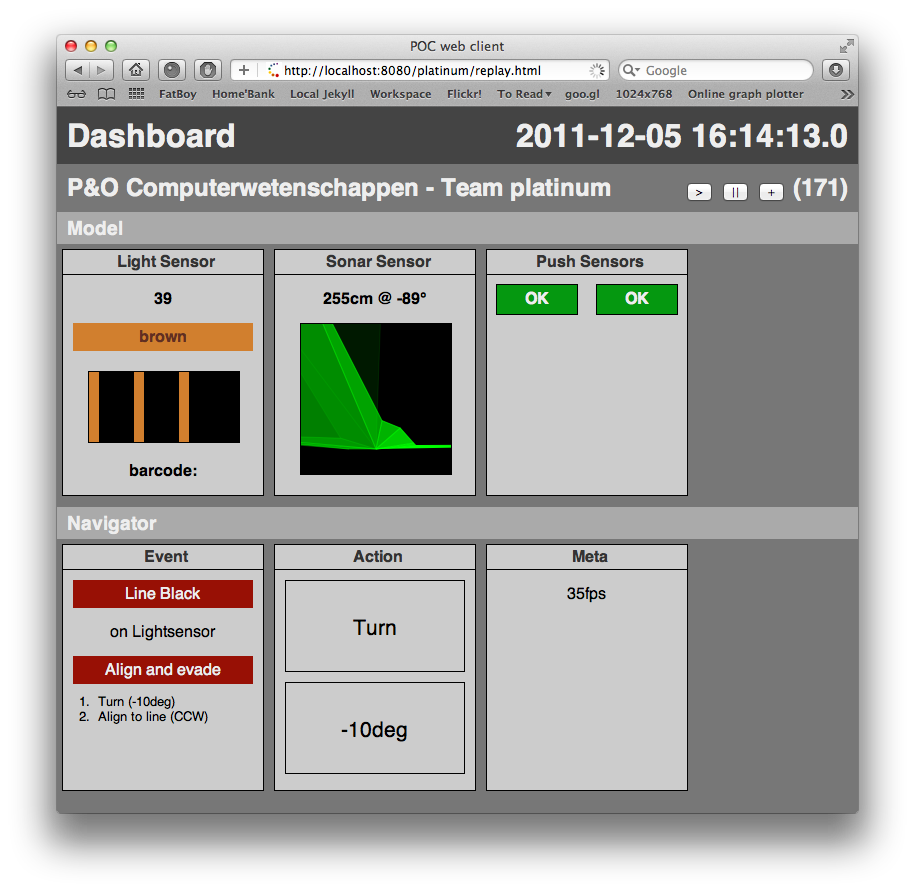 POC web client
http://localhost:8080/platinum/replay.html
Google
FatBoy Home'Bank Local Jekyll Workspace Flickr! To Read▾ goo.gl 1024x768 Online graph plotter >>
Dashboard 2011-12-05 16:14:13.0
P&O Computerwetenschappen - Team platinum > || + (171)
Model
Light Sensor
39
brown
barcode:
Sonar Sensor
255cm @ -89°
Push Sensors
OK OK
Navigator
Event
Line Black
on Lightsensor
Align and evade
1. Turn (-10deg)
2. Align to line (CCW)
Action
Turn
-10deg
Meta
35fps